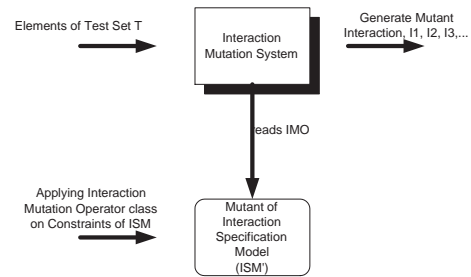 Elements of Test Set T
Interaction
Mutation System
Generate Mutant
Interaction, I1, I2, I3,...
reads IMO
Applying Interaction
Mutation Operator class
on Constraints of ISM
Mutant of
Interaction
Specification
Model
(ISM')